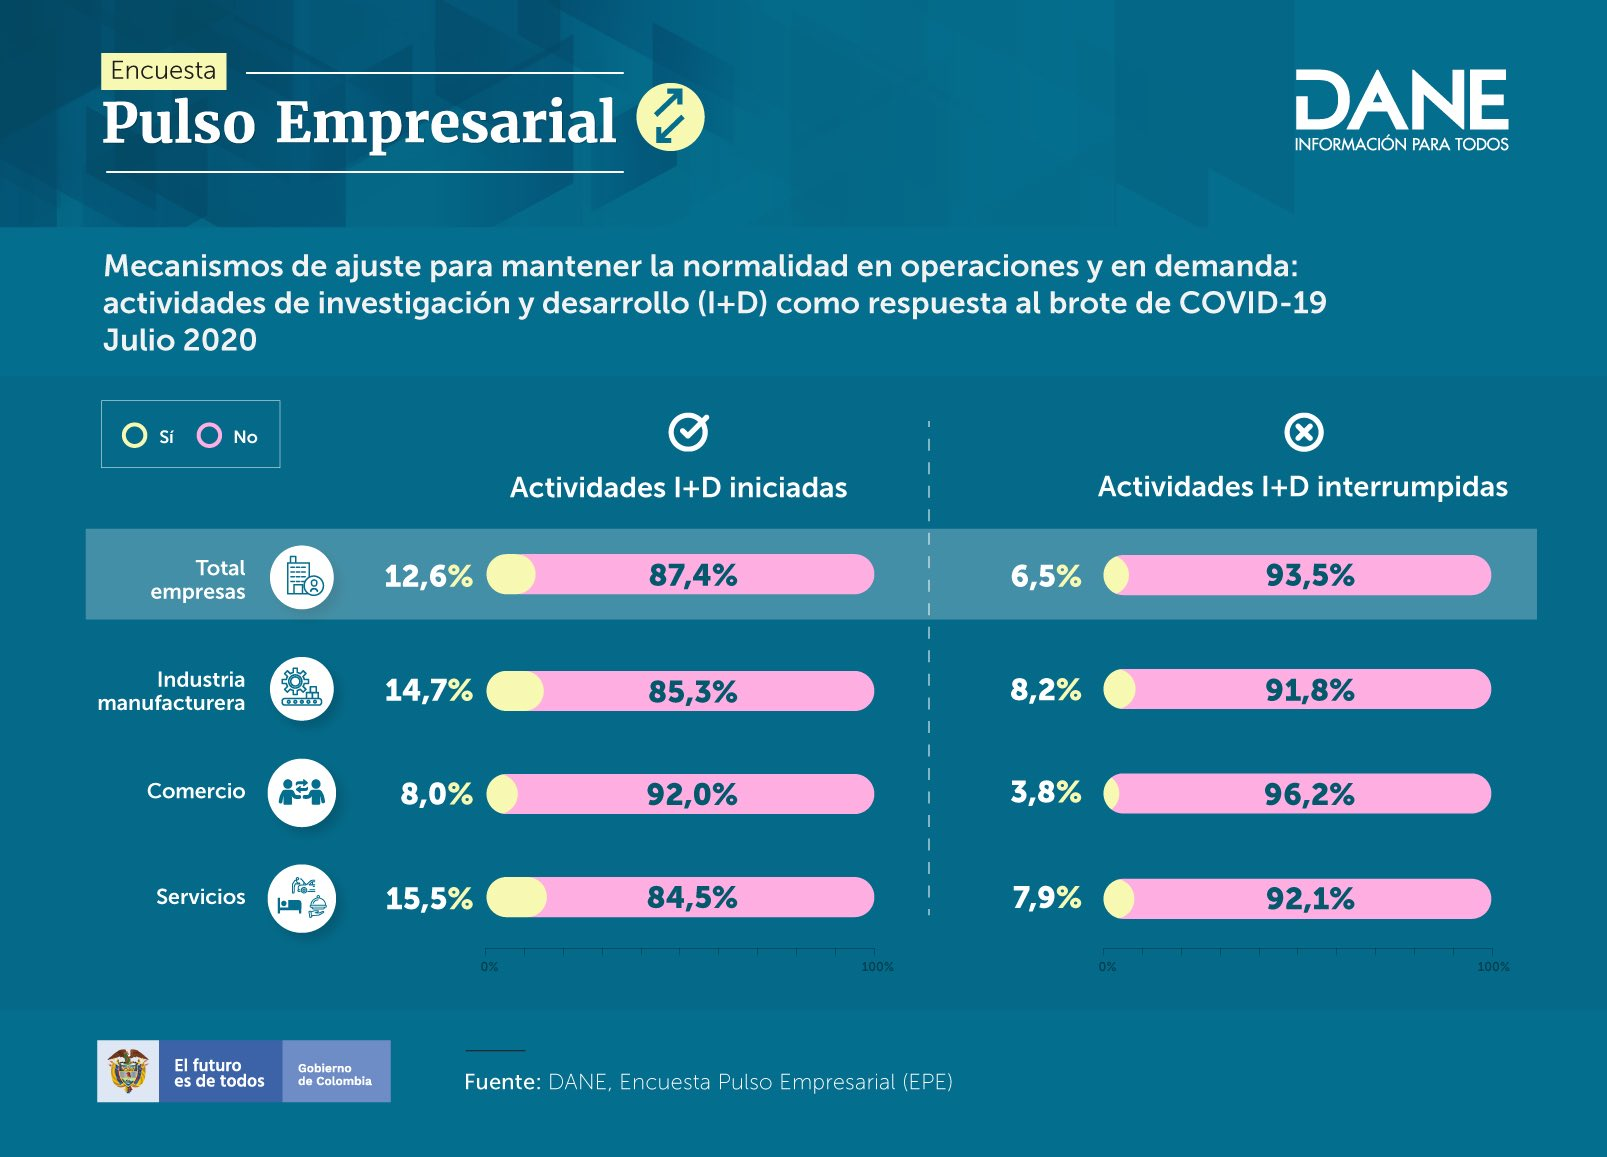 Encuesta
Pulso Empresarial
DANE
INFORMACIÓN PARA TODOS
Mecanismos de ajuste para mantener la normalidad en operaciones y en demanda:
actividades de investigación y desarrollo (I+D) como respuesta al brote de COVID-19
Julio 2020
Sí No
Actividades I+D iniciadas
Actividades I+D interrumpidas
Total
empresas
12,6% 87,4% 6,5% 93,5%
Industria
manufacturera
14,7% 85,3% 8,2% 91,8%
Comercio 8,0% 92,0% 3,8% 96,2%
Servicios 15,5% 84,5% 7,9% 92,1%
0% 100% 0% 100%
El futuro
es de todos
Gobierno
de Colombia
Fuente: DANE, Encuesta Pulso Empresarial (EPE)